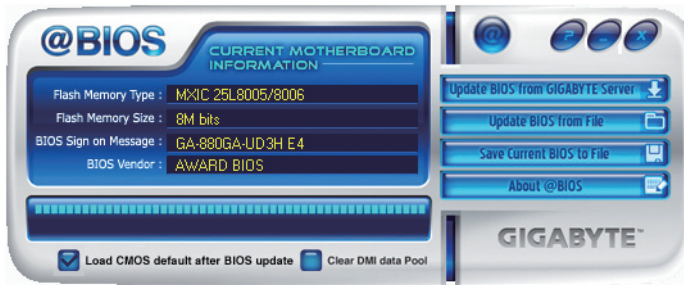 @BIOS
CURRENT MOTHERBOARD
INFORMATION
Flash Memory Type : MXIC 25L8005/8006
Flash Memory Size : 8M bits
BIOS Sign on Message : GA-880GA-UD3H E4
BIOS Vendor : AWARD BIOS
Load CMOS default after BIOS update
Clear DMI data Pool
@
?
–
X
Update BIOS from GIGABYTE Server
Update BIOS from File
Save Current BIOS to File
About @BIOS
GIGABYTE™